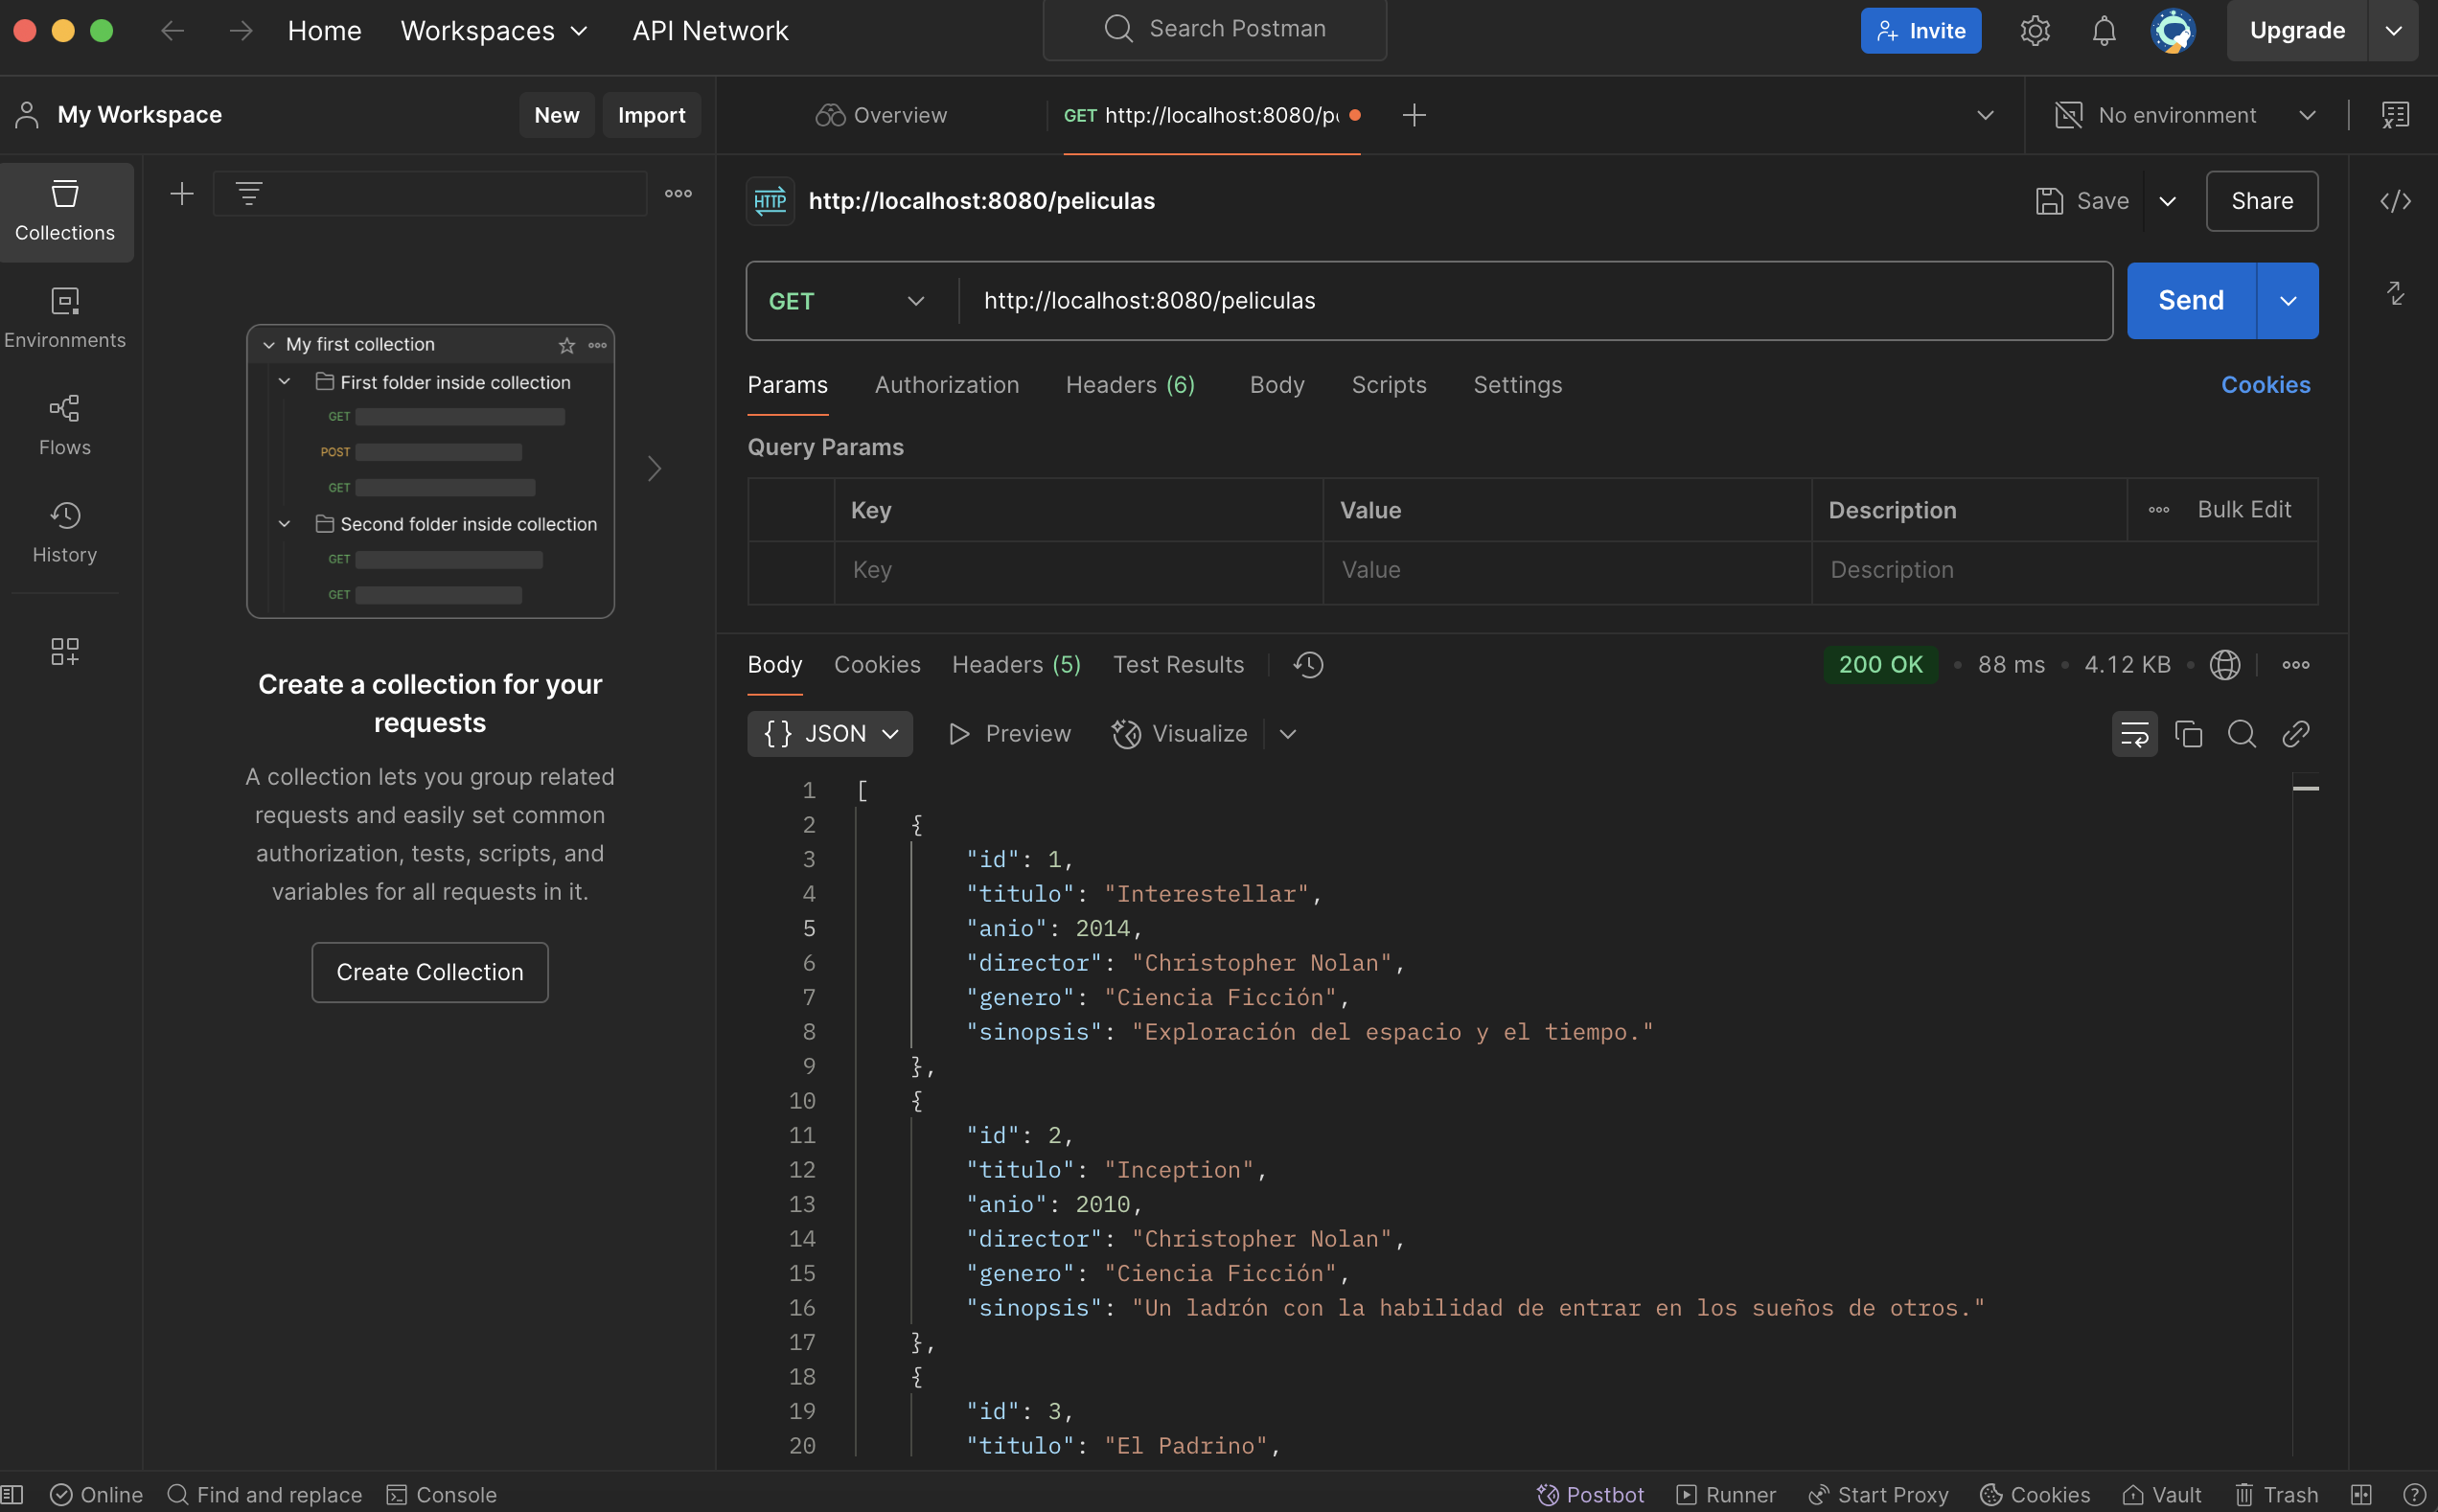 Home Workspaces API Network Search Postman Invite Upgrade
My Workspace New Import Overview GET http://localhost:8080/p No environment
Collections
Environments
Flows
History
My first collection
First folder inside collection
GET
POST
GET
Second folder inside collection
GET
GET
Create a collection for your
requests
A collection lets you group related
requests and easily set common
authorization, tests, scripts, and
variables for all requests in it.
Create Collection
HTTP http://localhost:8080/peliculas Save Share
GET http://localhost:8080/peliculas Send
Params Authorization Headers (6) Body Scripts Settings Cookies
Query Params
Key Value Description Bulk Edit
Key Value Description
Body Cookies Headers (5) Test Results 200 OK 88 ms 4.12 KB
{} JSON Preview Visualize
1 [
2 {
3 "id": 1,
4 "titulo": "Interestellar",
5 "anio": 2014,
6 "director": "Christopher Nolan",
7 "genero": "Ciencia Ficción",
8 "sinopsis": "Exploración del espacio y el tiempo."
9 },
10 {
11 "id": 2,
12 "titulo": "Inception",
13 "anio": 2010,
14 "director": "Christopher Nolan",
15 "genero": "Ciencia Ficción",
16 "sinopsis": "Un ladrón con la habilidad de entrar en los sueños de otros."
17 },
18 {
19 "id": 3,
20 "titulo": "El Padrino",
Online Find and replace Console Postbot Runner Start Proxy Cookies Vault Trash